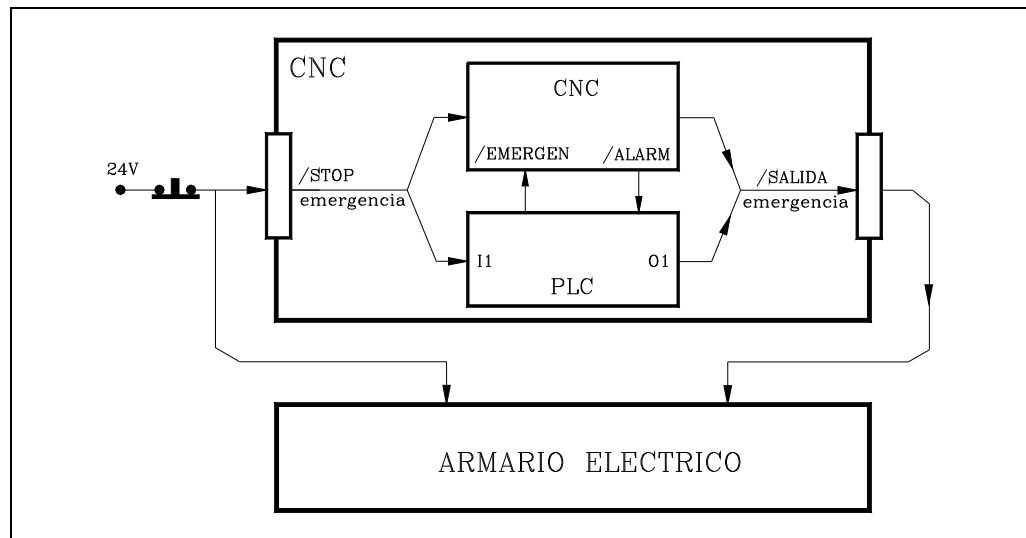 CNC
CNC
/EMERGEN /ALARM
24V
/STOP
emergencia
/SALIDA
emergencia
I1 O1
PLC
ARMARIO ELECTRICO